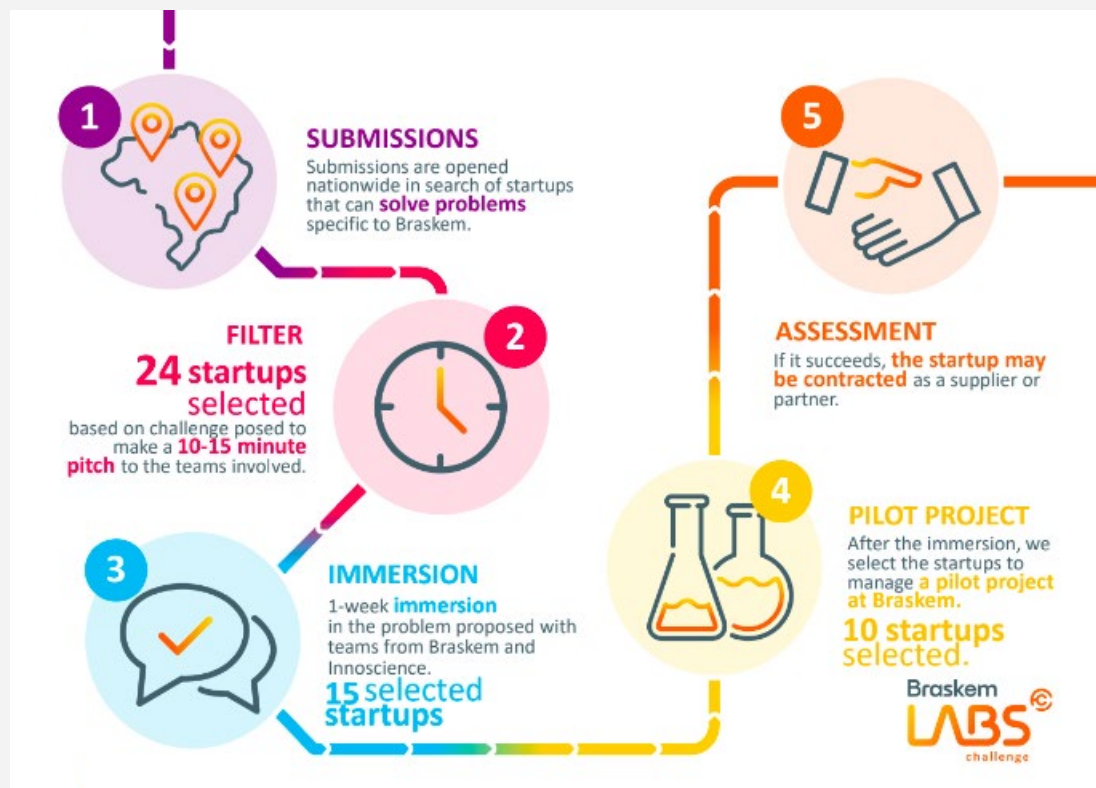 1
SUBMISSIONS
Submissions are opened
nationwide in search of startups
that can solve problems
specific to Braskem.
2
FILTER
24 startups
selected
based on challenge posed to
make a 10-15 minute
pitch to the teams involved.
3
IMMERSION
1-week immersion
in the problem proposed with
teams from Braskem and
Innoscience.
15 selected
startups
4
PILOT PROJECT
After the immersion, we
select the startups to
manage a pilot project
at Braskem.
10 startups
selected.
5
ASSESSMENT
If it succeeds, the startup may
be contracted as a supplier or
partner.
Braskem
LABS
challenge